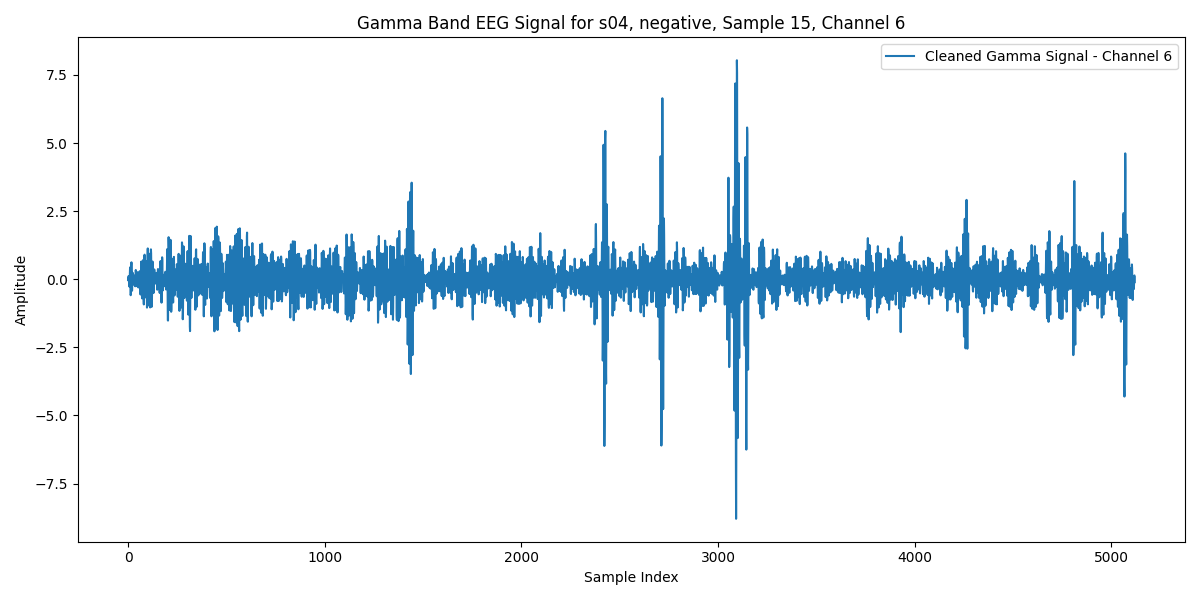 Gamma Band EEG Signal for s04, negative, Sample 15, Channel 6
Cleaned Gamma Signal - Channel 6
7.5
5.0
2.5
0.0
−2.5
−5.0
−7.5
Amplitude
0 1000 2000 3000 4000 5000
Sample Index